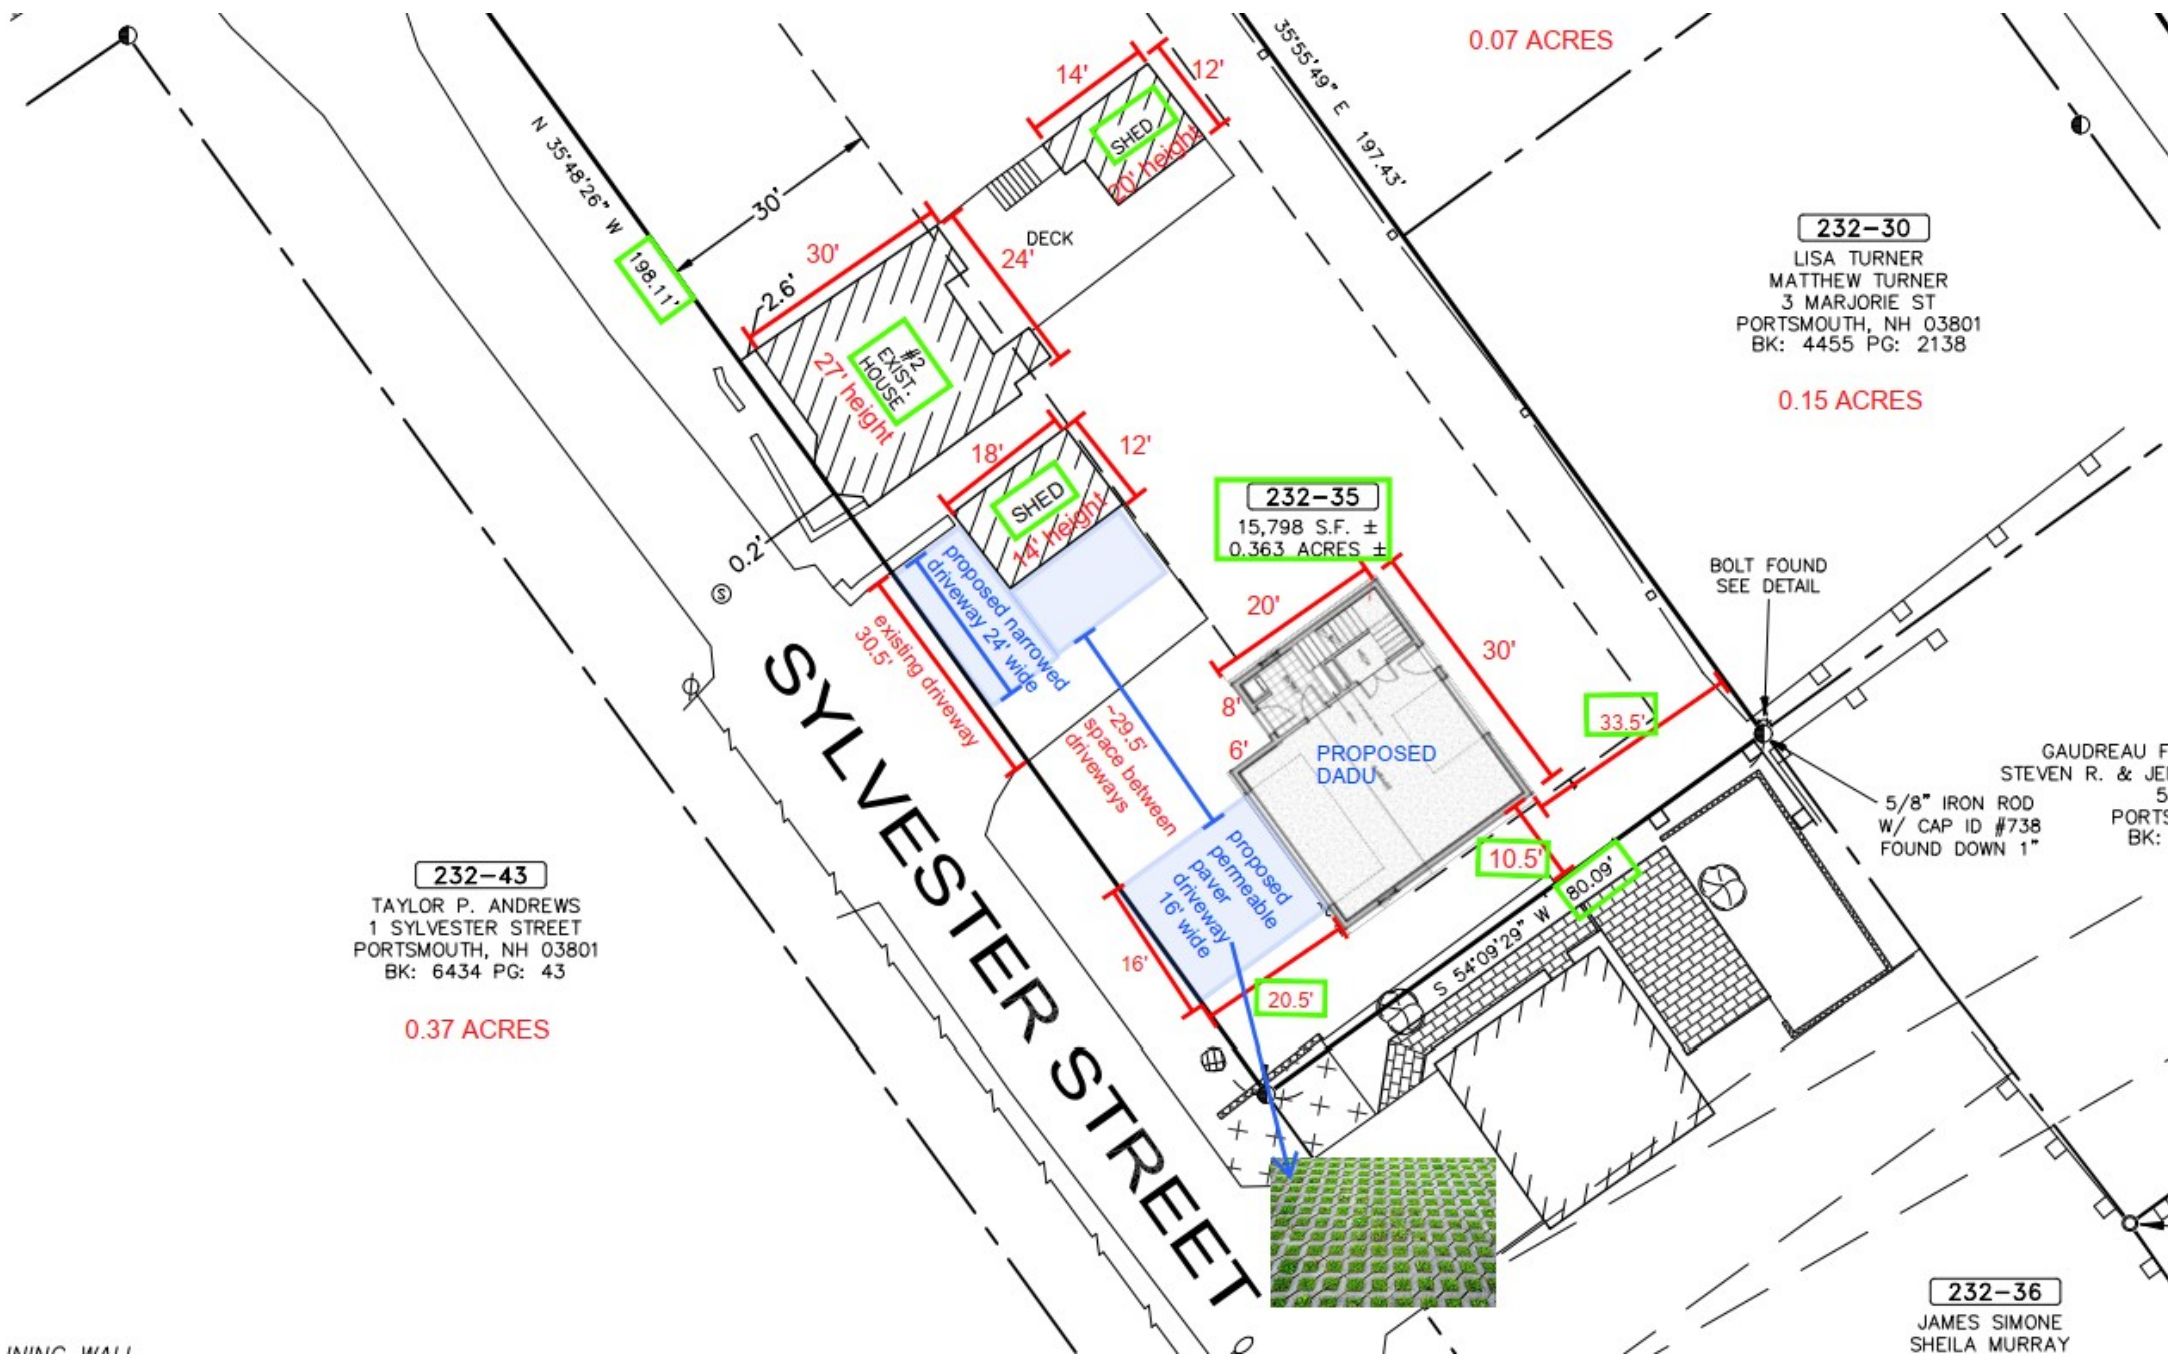 0.07 ACRES
35°55'49" E 197.43'
14'
12'
SHED
20' height
N 35°48'26" W
198.11'
30'
DECK
30'
24'
2.6'
#2
EXIST.
HOUSE
27' height
232-30
LISA TURNER
MATTHEW TURNER
3 MARJORIE ST
PORTSMOUTH, NH 03801
BK: 4455 PG: 2138
0.15 ACRES
18'
12'
SHED
14' height
0.2'
S
232-35
15,798 S.F. ±
0.363 ACRES ±
proposed narrowed
driveway 24' wide
existing driveway
30.5'
BOLT FOUND
SEE DETAIL
20'
30'
8'
6'
PROPOSED
DADU
33.5'
~29.5'
space between
driveways
SYLVESTER STREET
GAUDREAU F
STEVEN R. & JE
5
PORTS
BK:
5/8" IRON ROD
W/ CAP ID #738
FOUND DOWN 1"
10.5'
80.09'
S 54°09'29" W
proposed
permeable
paver
driveway
16' wide
16'
20.5'
232-43
TAYLOR P. ANDREWS
1 SYLVESTER STREET
PORTSMOUTH, NH 03801
BK: 6434 PG: 43
0.37 ACRES
232-36
JAMES SIMONE
SHEILA MURRAY